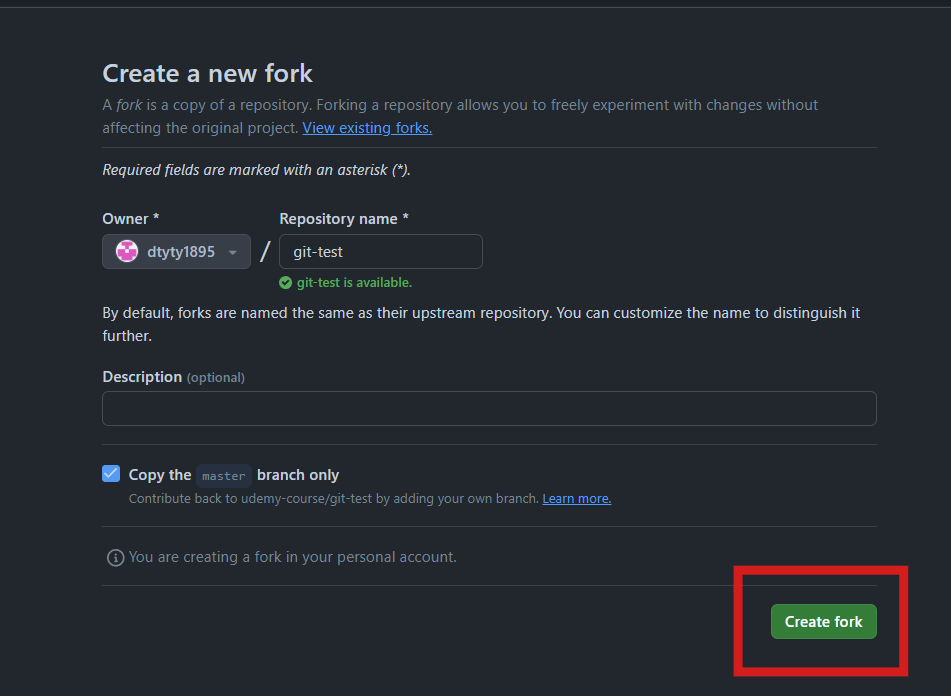 Create a new fork
A fork is a copy of a repository. Forking a repository allows you to freely experiment with changes without
affecting the original project. View existing forks.
Required fields are marked with an asterisk (*).
Owner * Repository name *
dtyty1895 / git-test
git-test is available.
By default, forks are named the same as their upstream repository. You can customize the name to distinguish it
further.
Description (optional)
Copy the master branch only
Contribute back to udemy-course/git-test by adding your own branch. Learn more.
You are creating a fork in your personal account.
Create fork